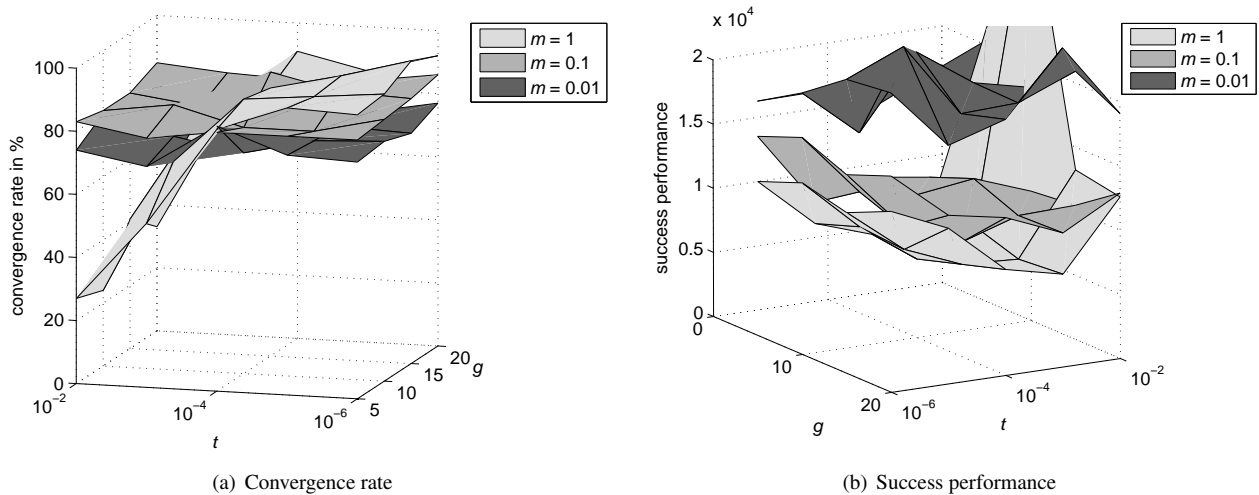 m = 1
m = 0.1
m = 0.01
100
80
60
40
20
0
convergence rate in %
10−2
10−4
10−6
t
5
10
15
20
g
(a) Convergence rate
x 104
m = 1
m = 0.1
m = 0.01
2
1.5
1
0.5
0
success performance
0
10
20
g
10−6
10−4
10−2
t
(b) Success performance